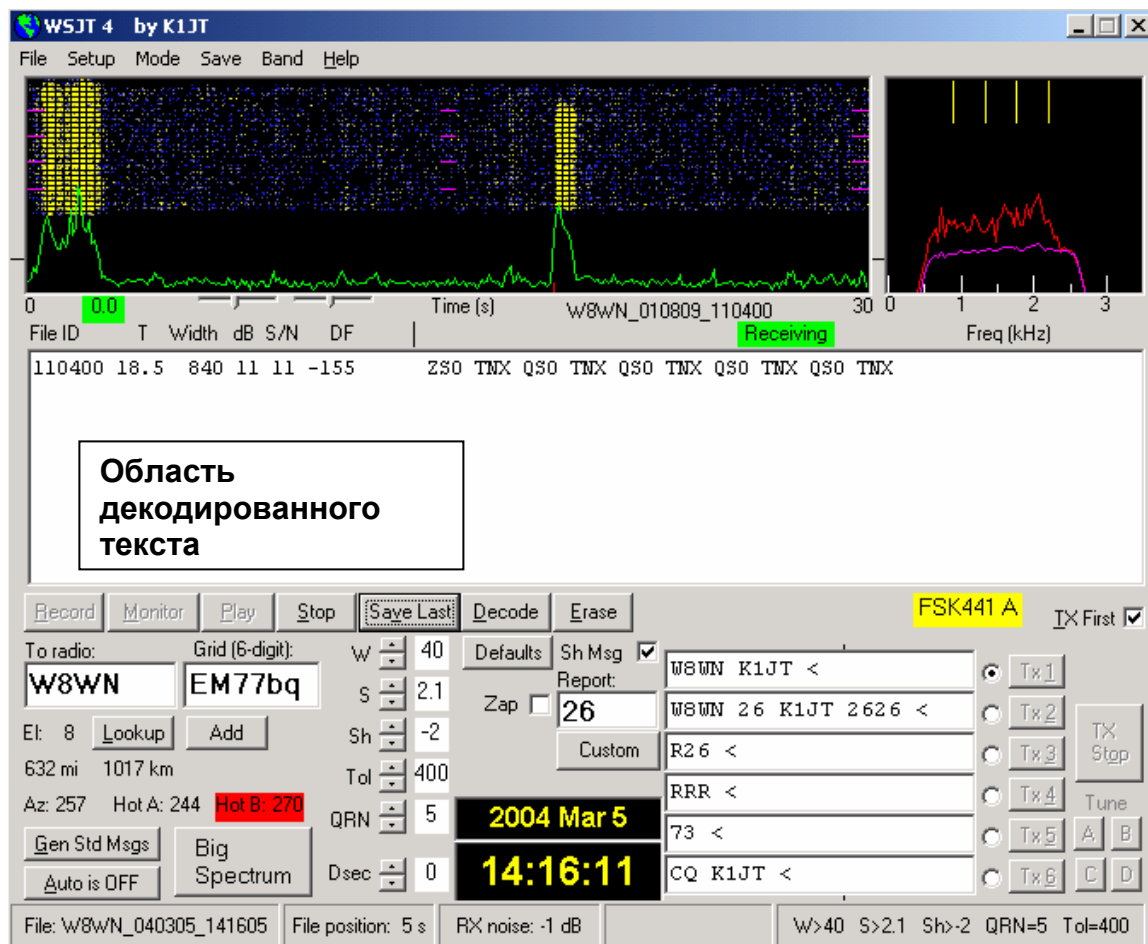 WSJT 4 by K1JT
File Setup Mode Save Band Help
0 0.0 Time (s) W8WN_010809_110400 30
0 1 2 3
File ID T Width dB S/N DF Receiving Freq (kHz)
110400 18.5 840 11 11 -155 ZSO TNX QSO TNX QSO TNX QSO TNX QSO TNX
Область
декодированного
текста
Record Monitor Play Stop Save Last Decode Erase FSK441 A TX First
To radio: Grid (6-digit): W 40 Defaults Sh Msg
W8WN EM77bq S 2.1 Zap Report: 26
El: 8 Lookup Add Sh -2 Custom
632 mi 1017 km Tol 400
Az: 257 Hot A: 244 Hot B: 270 QRN 5 2004 Mar 5
Gen Std Msgs Big Spectrum Dsec 0 14:16:11
Auto is OFF
W8WN K1JT < Tx1
W8WN 26 K1JT 2626 < Tx2
R26 < Tx3
RRR < Tx4
73 < Tx5
CQ K1JT < Tx6
TX Stop
Tune
A B
C D
File: W8WN_040305_141605 File position: 5 s RX noise: -1 dB W>40 S>2.1 Sh>-2 QRN=5 Tol=400